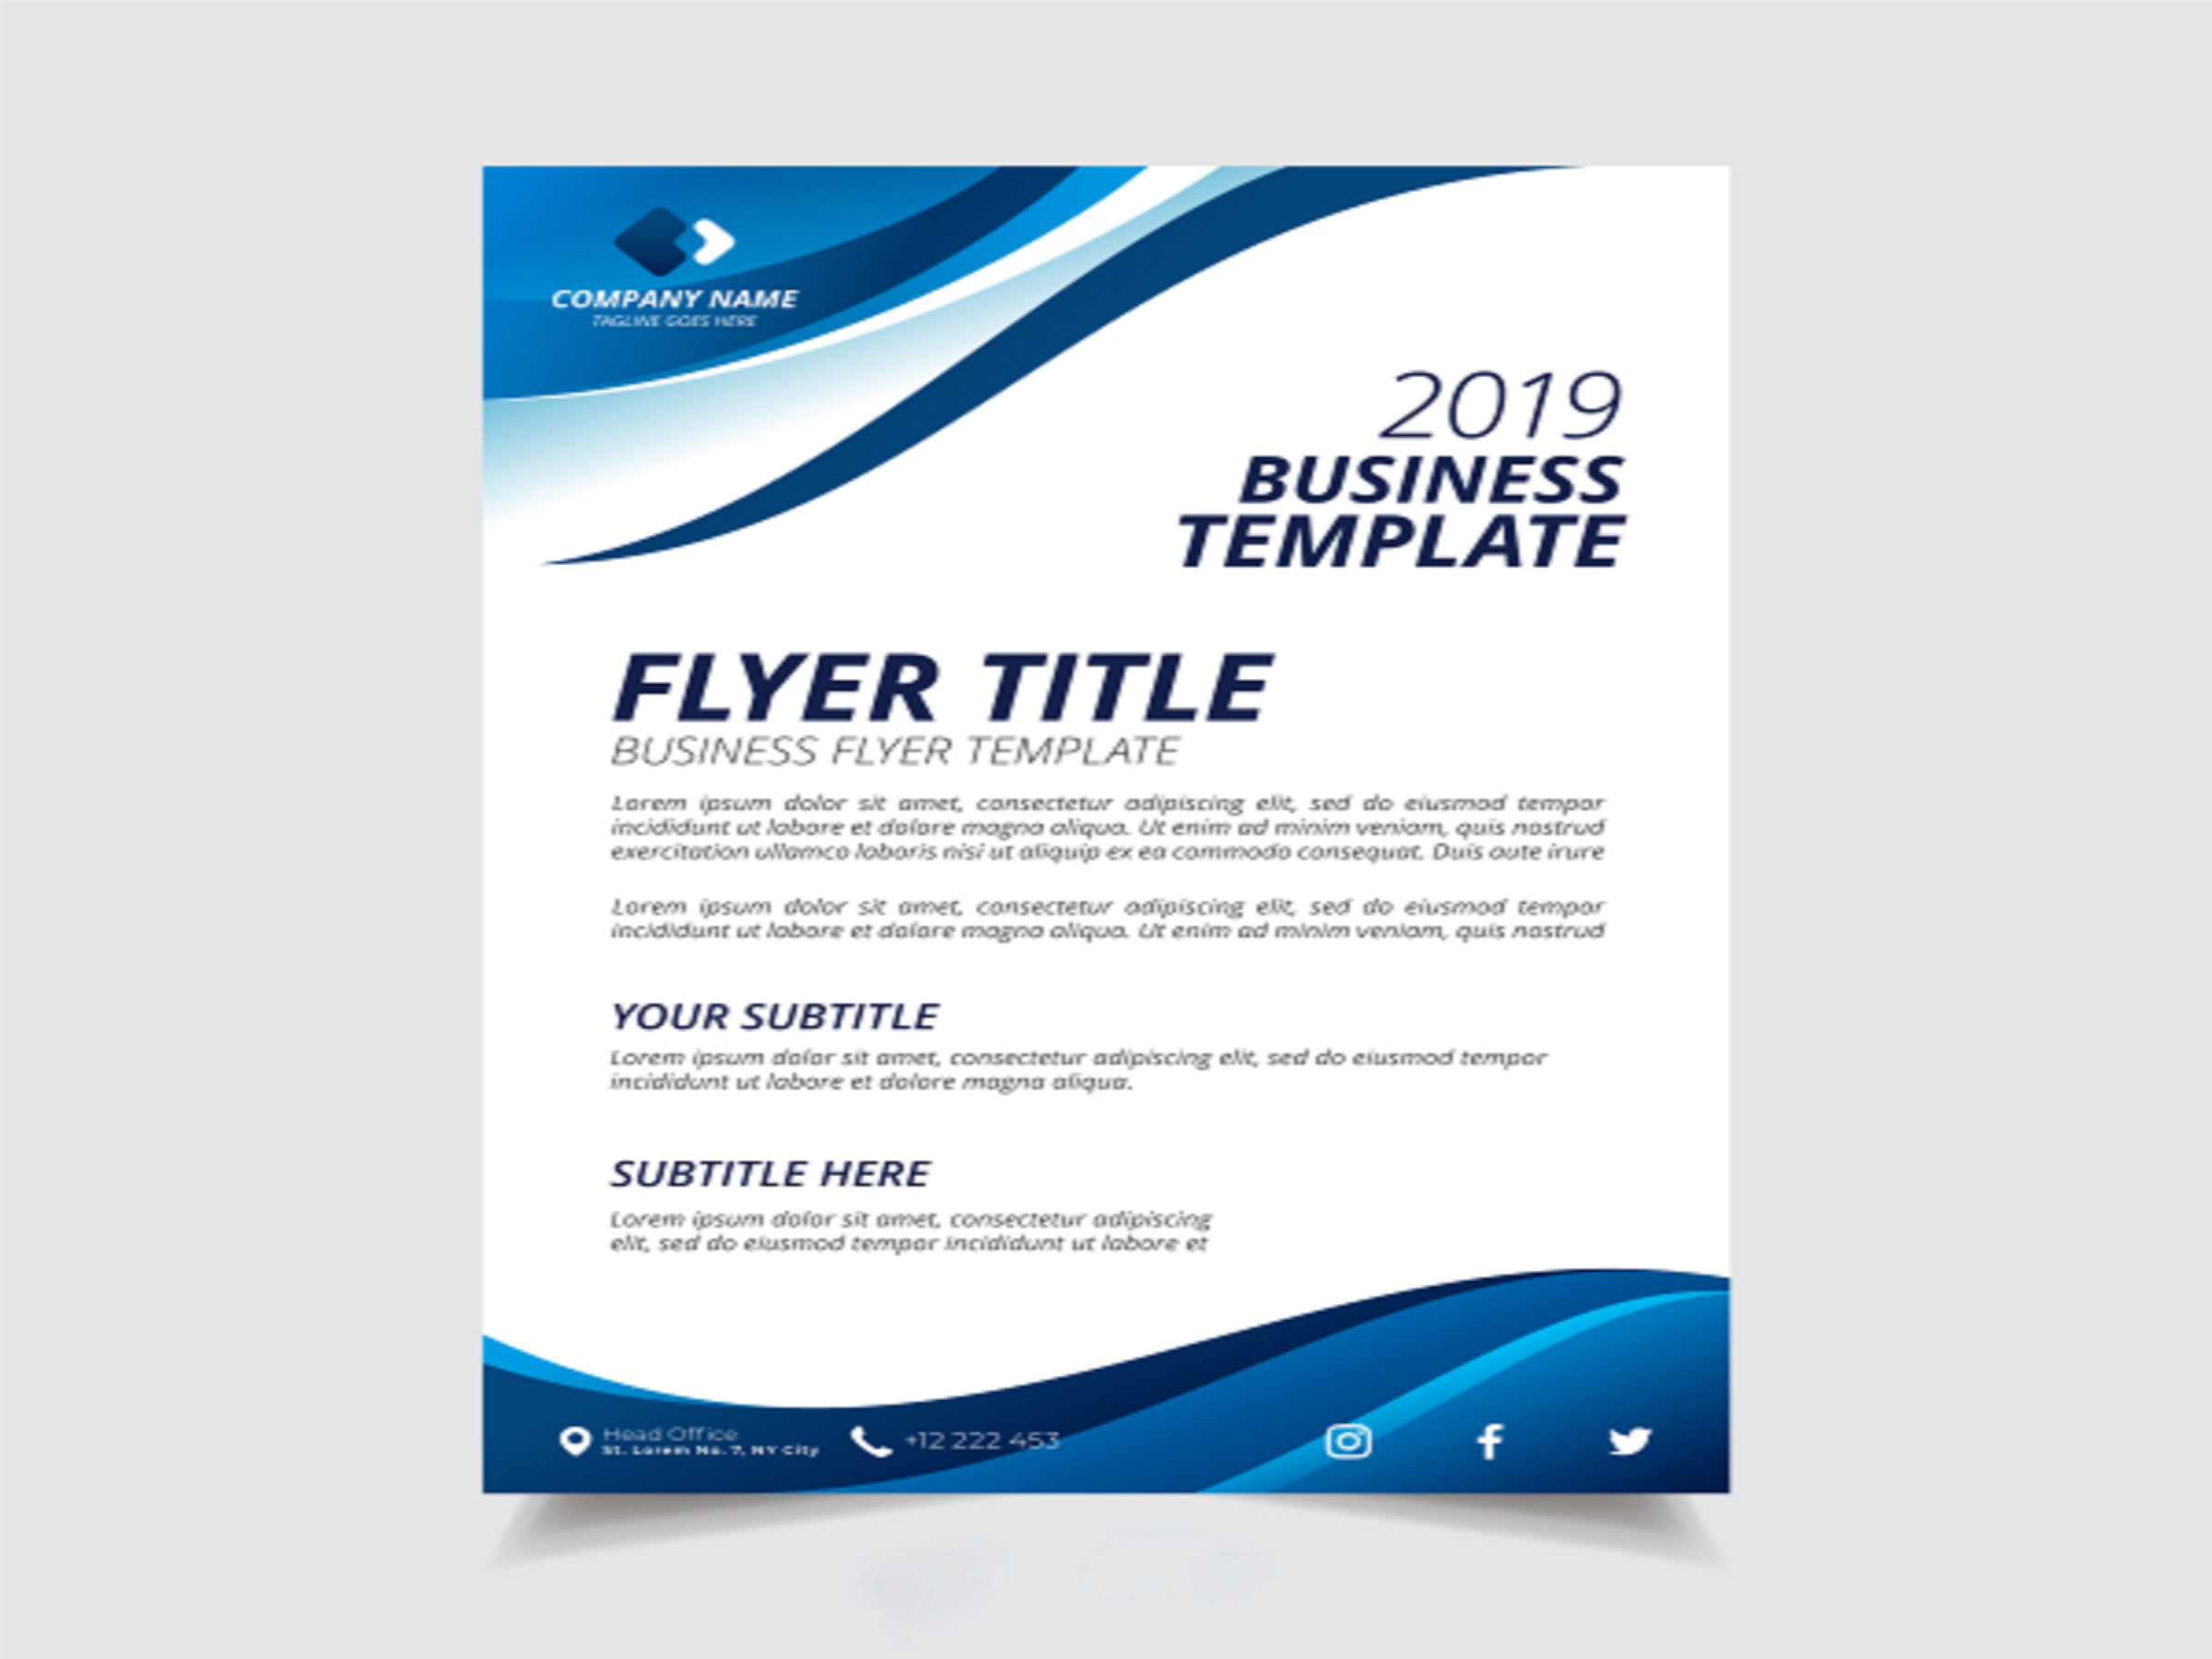 COMPANY NAME
TAGLINE GOES HERE
2019
BUSINESS
TEMPLATE
FLYER TITLE
BUSINESS FLYER TEMPLATE
Lorem ipsum dolor sit amet, consectetur adipiscing elit, sed do eiusmod tempor
incididunt ut labore et dolore magna aliqua. Ut enim ad minim veniam, quis nostrud
exercitation ullamco laboris nisi ut aliquip ex ea commodo consequat. Duis aute irure
Lorem ipsum dolor sit amet, consectetur adipiscing elit, sed do eiusmod tempor
incididunt ut labore et dolore magna aliqua. Ut enim ad minim veniam, quis nostrud
YOUR SUBTITLE
Lorem ipsum dolor sit amet, consectetur adipiscing elit, sed do eiusmod tempor
incididunt ut labore et dolore magna aliqua.
SUBTITLE HERE
Lorem ipsum dolor sit amet, consectetur adipiscing
elit, sed do eiusmod tempor incididunt ut labore et
Head Office
St. Lorem No. 7, NY City
+12 222 453